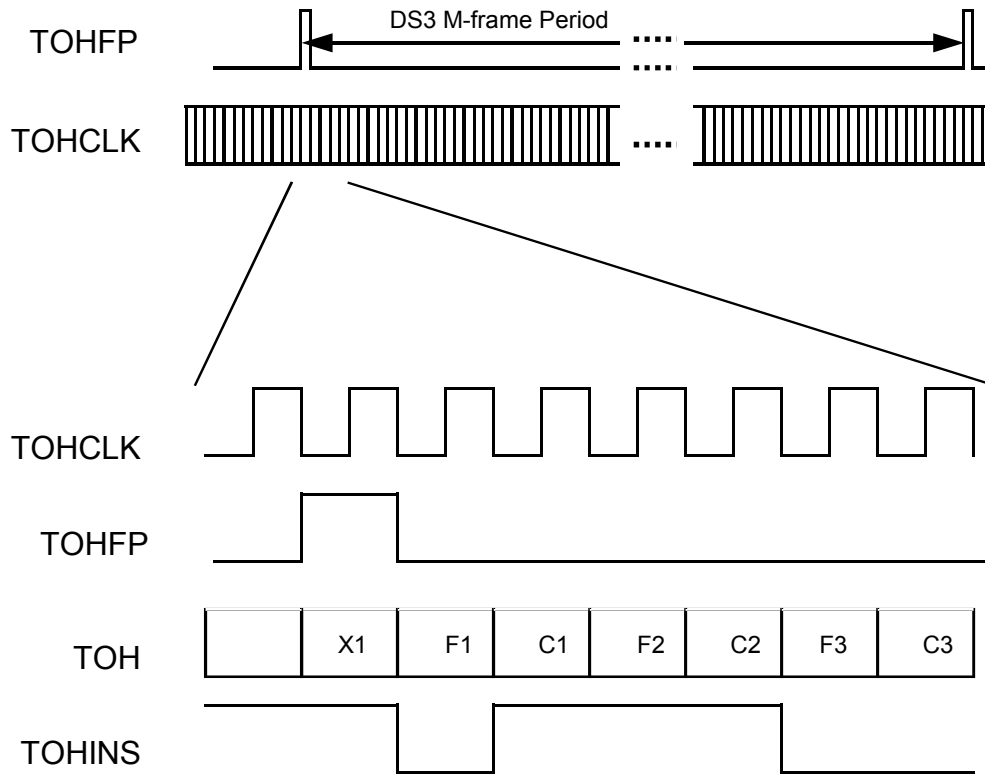 DS3 M-frame Period
TOHFP
TOHCLK
TOHCLK
TOHFP
TOH X1 F1 C1 F2 C2 F3 C3
TOHINS